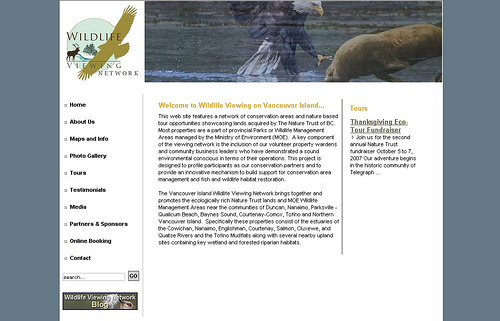 WILDLIFE
VIEWING
NETWORK
Home
About Us
Maps and Info
Photo Gallery
Tours
Testimonials
Media
Partners & Sponsors
Online Booking
Contact
search...
GO
Wildlife Viewing Network
Blog
Welcome to Wildlife Viewing on Vancouver Island...
This web site features a network of conservation areas and nature based
tour opportunities showcasing lands acquired by The Nature Trust of BC.
Most properties are a part of provincial Parks or Wildlife Management
Areas managed by the Ministry of Environment (MOE). A key component
of the viewing network is the inclusion of our volunteer property wardens
and community business leaders who have demonstrated a sound
environmental conscious in terms of their operations. This project is
designed to profile participants as our conservation partners and to
provide an innovative mechanism to build support for conservation area
management and fish and wildlife habitat restoration.
The Vancouver Island Wildlife Viewing Network brings together and
promotes the ecologically rich Nature Trust lands and MOE Wildlife
Management Areas near the communities of Duncan, Nanaimo, Parksville -
Qualicum Beach, Baynes Sound, Courtenay-Comox, Tofino and Northern
Vancouver Island. Specifically these properties consist of the estuaries of
the Cowichan, Nanaimo, Englishman, Courtenay, Salmon, Cluxewe, and
Quatse Rivers and the Tofino Mudflats along with several nearby upland
sites containing key wetland and forested riparian habitats.
Tours
Thanksgiving Eco-
Tour Fundraiser
> Join us for the second
annual Nature Trust
fundraiser October 5 to 7,
2007 Our adventure begins
in the historic community of
Telegraph ...